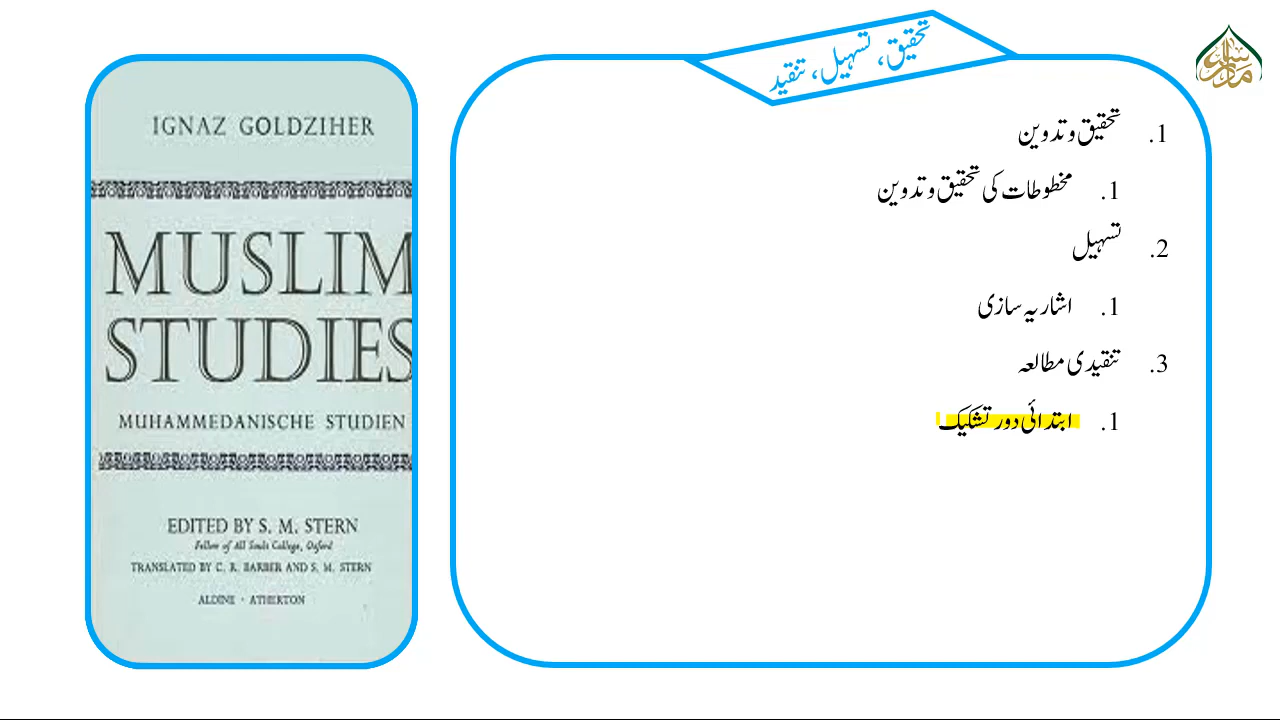 تحقیق، تسہیل، تنقید
1. تحقیق و تدوین
1. مخطوطات کی تحقیق و تدوین
2. تسہیل
1. اشاریہ سازی
3. تنقیدی مطالعہ
1. ابتدائی دور تشکیک
IGNAZ GOLDZIHER
MUSLIM
STUDIES
MUHAMMEDANISCHE STUDIEN
EDITED BY S. M. STERN
Fellow of All Souls College, Oxford
TRANSLATED BY C. R. BARBER AND S. M. STERN
ALDINE · ATHERTON